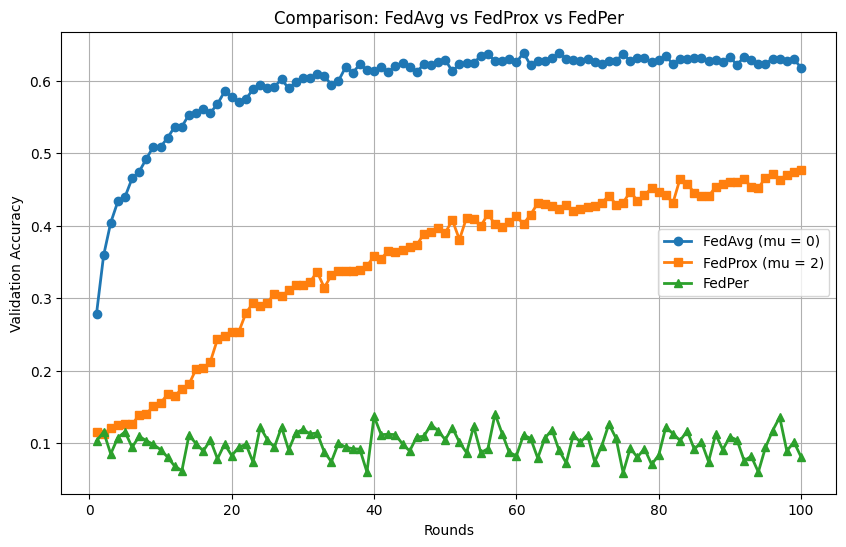 Comparison: FedAvg vs FedProx vs FedPer
Validation Accuracy
0.6
0.5
0.4
0.3
0.2
0.1
FedAvg (mu = 0)
FedProx (mu = 2)
FedPer
0 20 40 60 80 100
Rounds